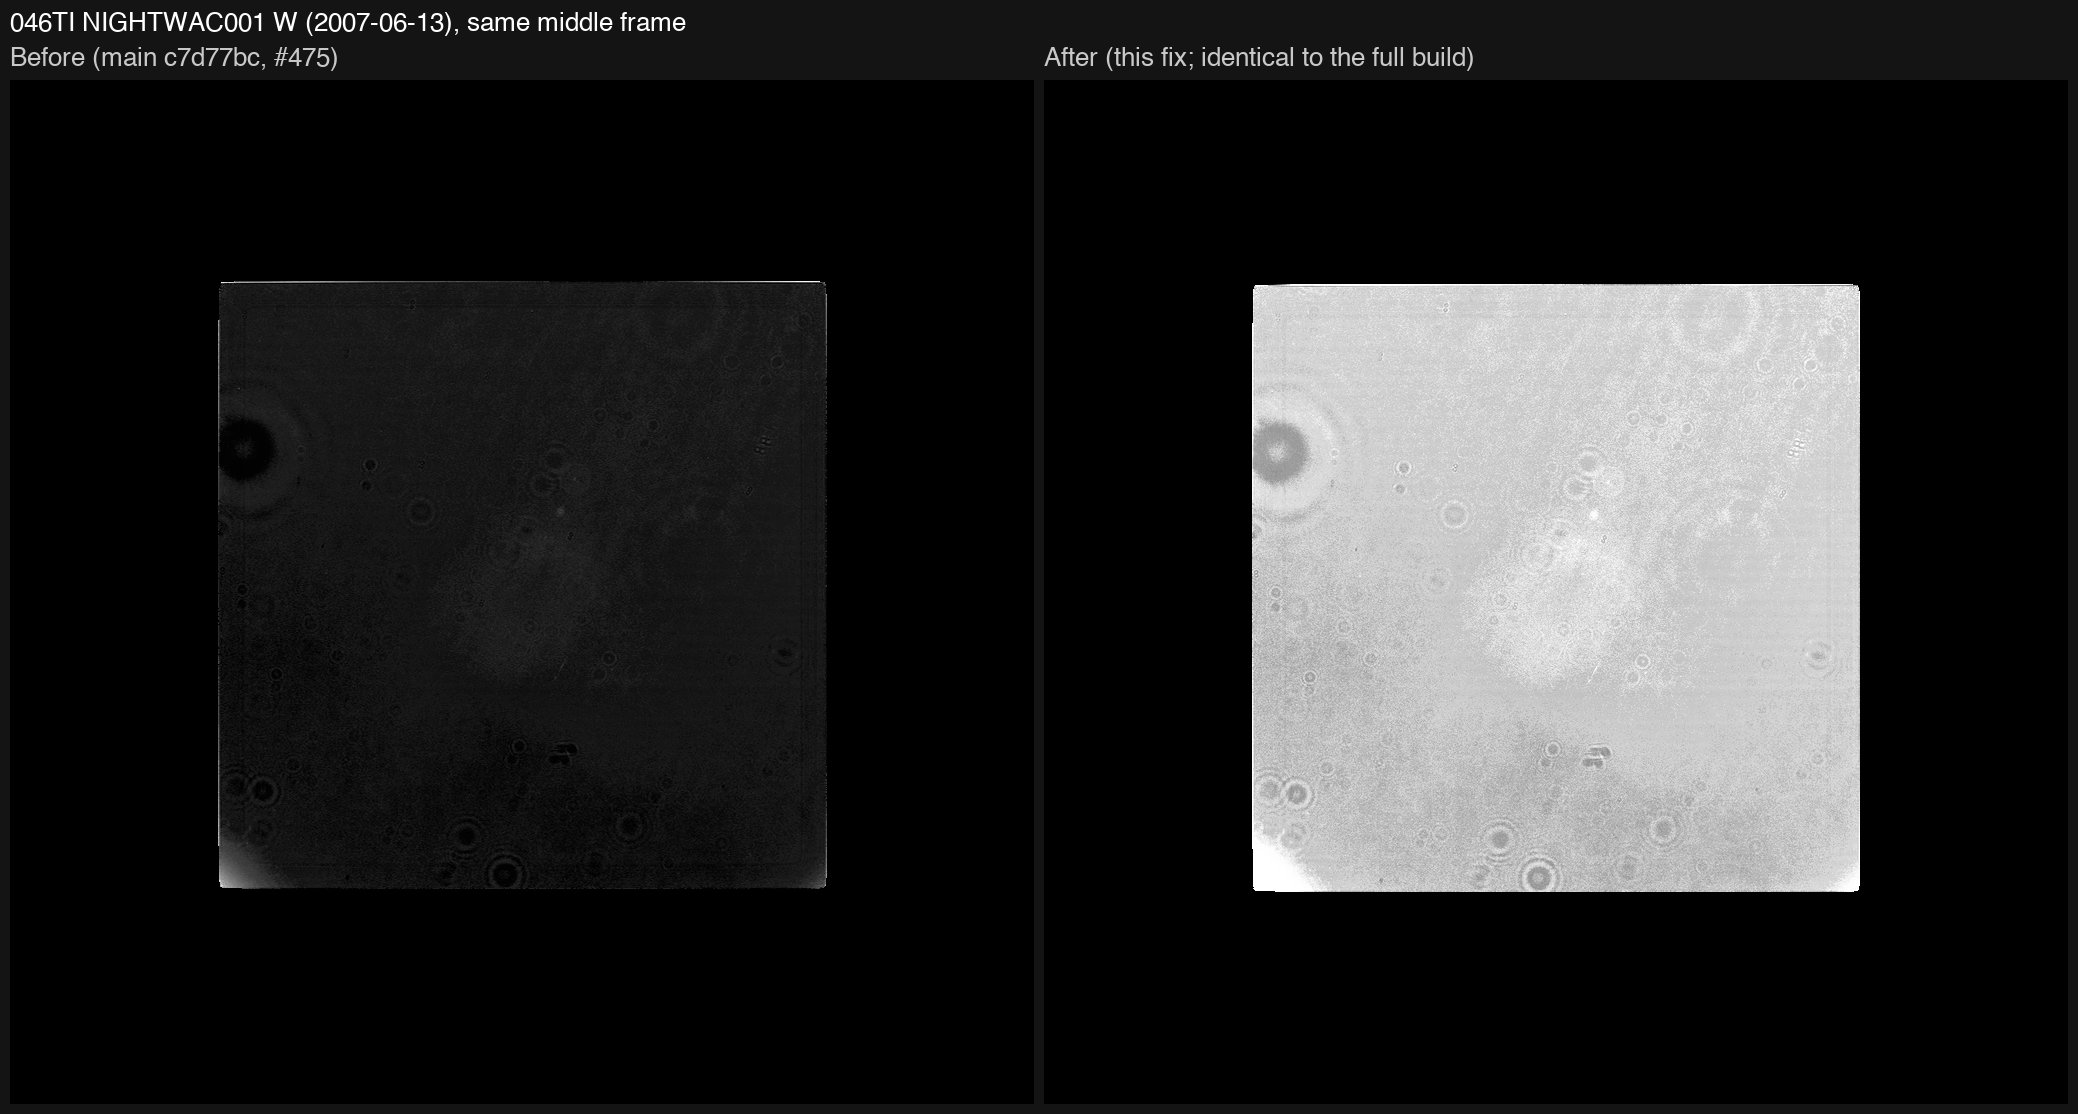 046TI NIGHTWAC001 W (2007-06-13), same middle frame
Before (main c7d77bc, #475)
After (this fix; identical to the full build)